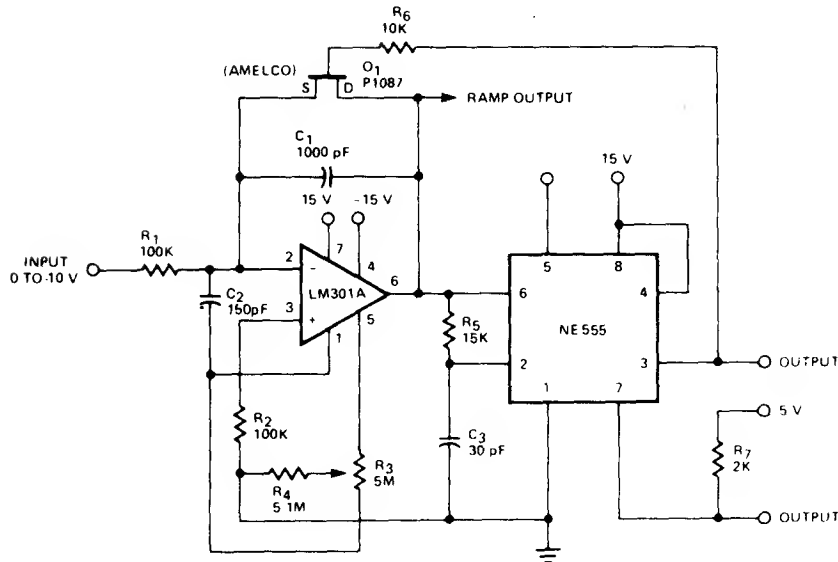 R6
10K
(AMELCO)
O1
P1087
S
D
RAMP OUTPUT
C1
1000 pF
15 V
-15 V
15 V
R1
100K
INPUT
0 TO -10 V
2
-
7
4
6
LM301A
3
+
5
1
C2
150pF
5
8
6
4
NE555
R5
15K
2
3
1
7
OUTPUT
5 V
R2
100K
C3
30 pF
R7
2K
R3
5M
R4
5 1M
OUTPUT